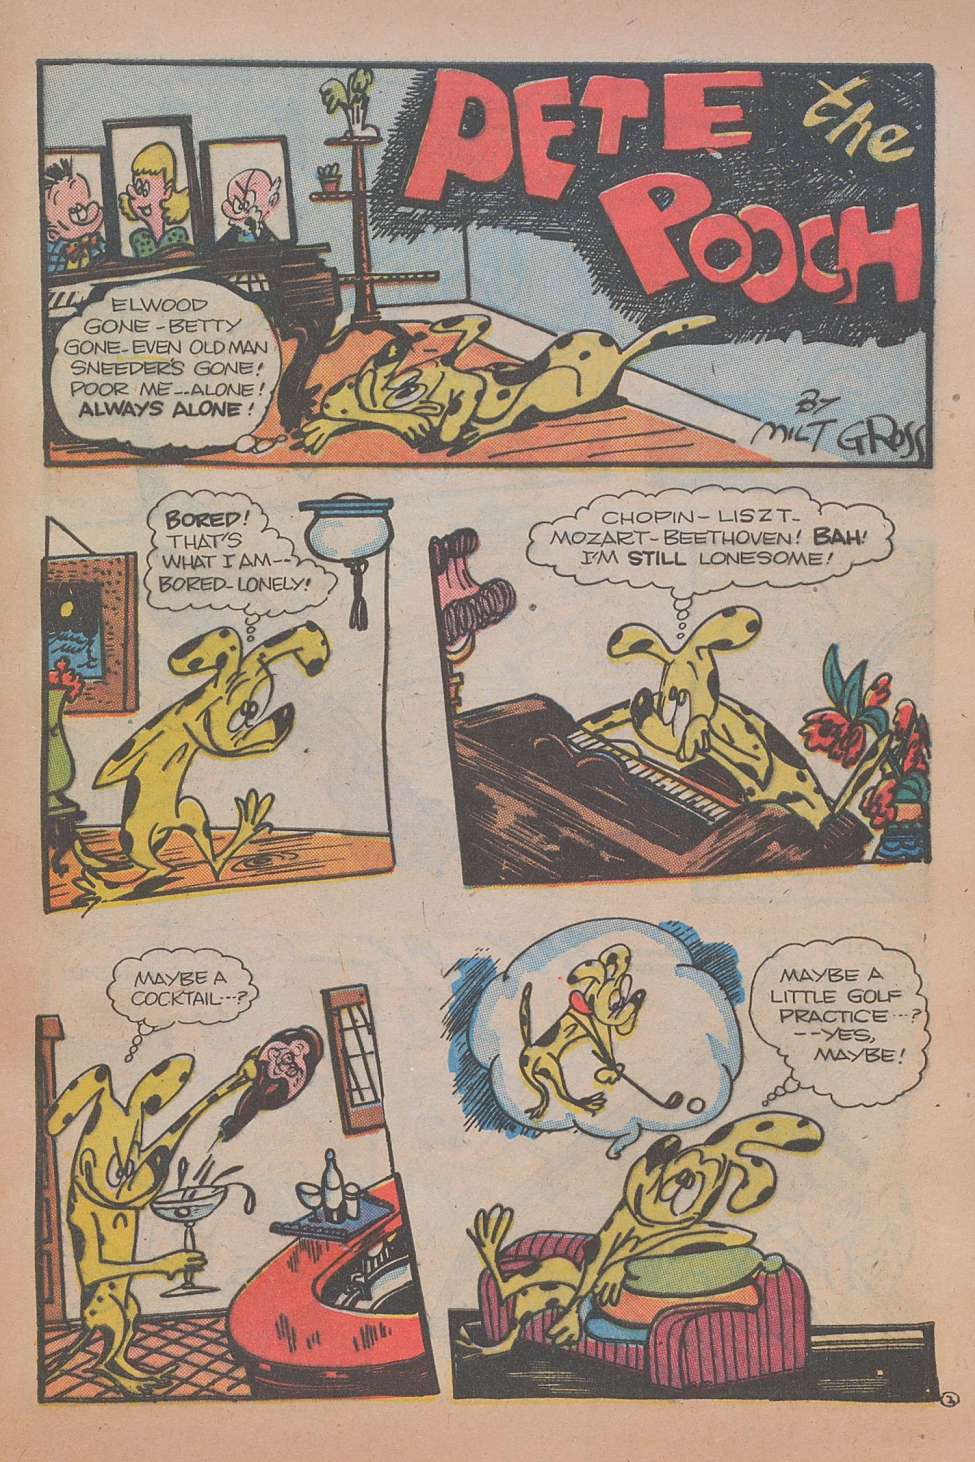 PETE the
POOCH
ELWOOD
GONE - BETTY
GONE - EVEN OLD MAN
SNEEDER'S GONE!
POOR ME -- ALONE!
ALWAYS ALONE!
BY
MILT GROSS
BORED!
THAT'S
WHAT I AM --
BORED - LONELY!
CHOPIN - LISZT -
MOZART - BEETHOVEN! BAH!
I'M STILL LONESOME!
MAYBE A
COCKTAIL ---?
MAYBE A
LITTLE GOLF
PRACTICE ---?
-- YES,
MAYBE!